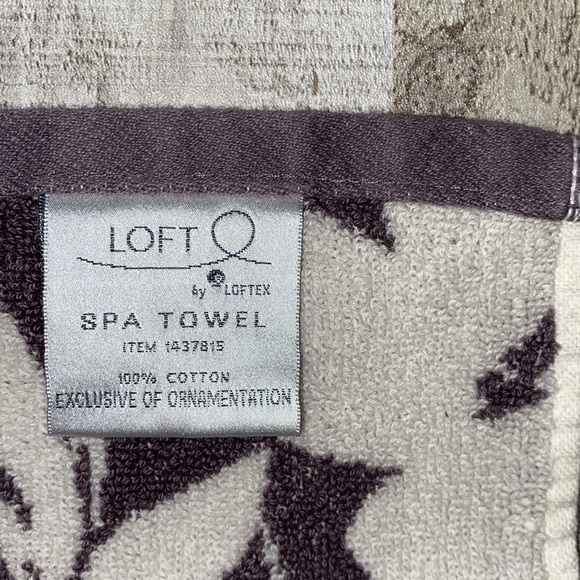 LOFT
by LOFTEX
SPA TOWEL
ITEM 1437815
100% COTTON
EXCLUSIVE OF ORNAMENTATION